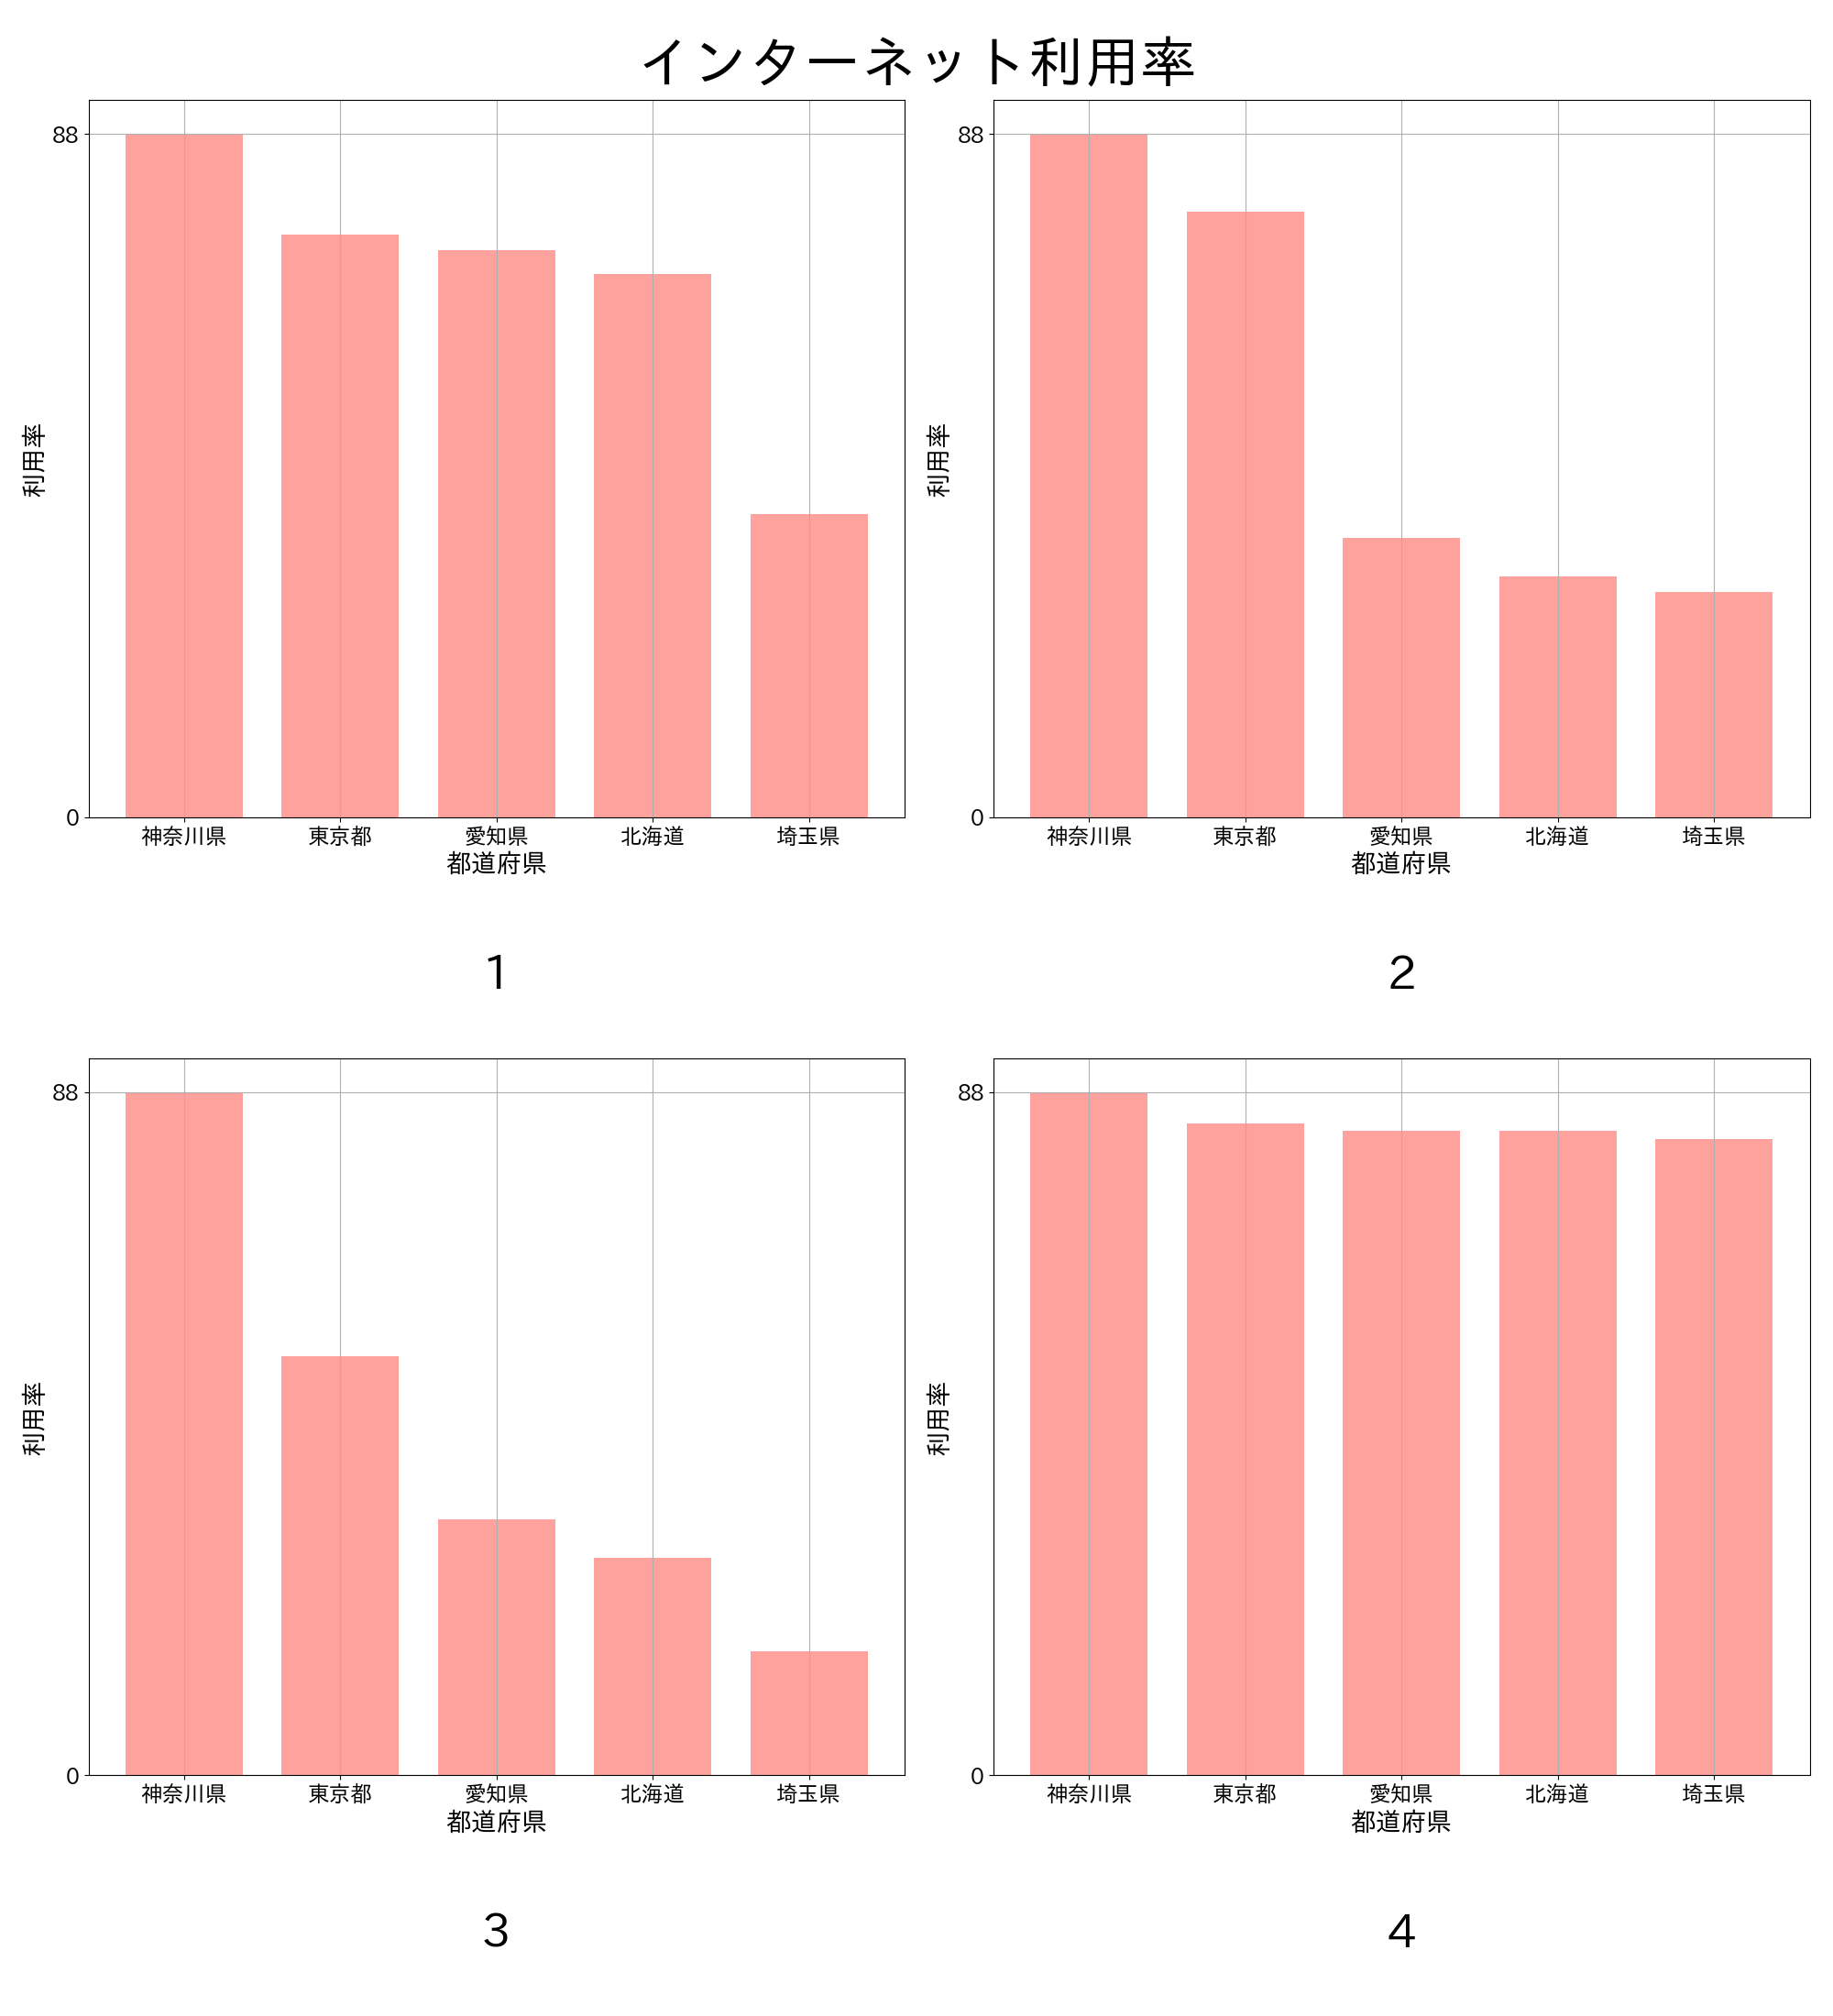 インターネット利用率
88
0
利用率
神奈川県 東京都 愛知県 北海道 埼玉県
都道府県
1
88
0
利用率
神奈川県 東京都 愛知県 北海道 埼玉県
都道府県
2
88
0
利用率
神奈川県 東京都 愛知県 北海道 埼玉県
都道府県
3
88
0
利用率
神奈川県 東京都 愛知県 北海道 埼玉県
都道府県
4